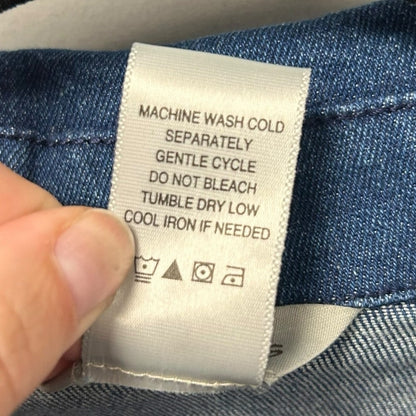 MACHINE WASH COLD
SEPARATELY
GENTLE CYCLE
DO NOT BLEACH
TUMBLE DRY LOW
COOL IRON IF NEEDED